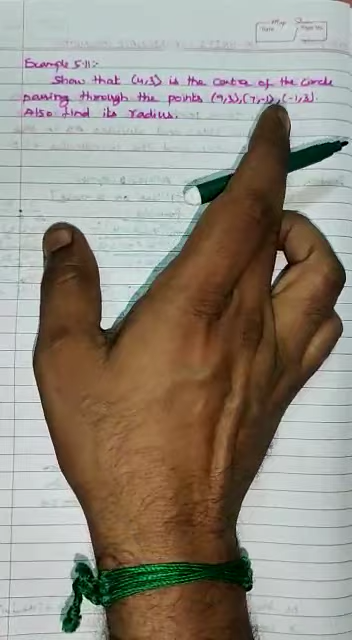 Example 5.11:-
Show that (4,3) is the centre of the circle
passing through the points (9,3),(7,-1),(-1,3).
Also find its radius.